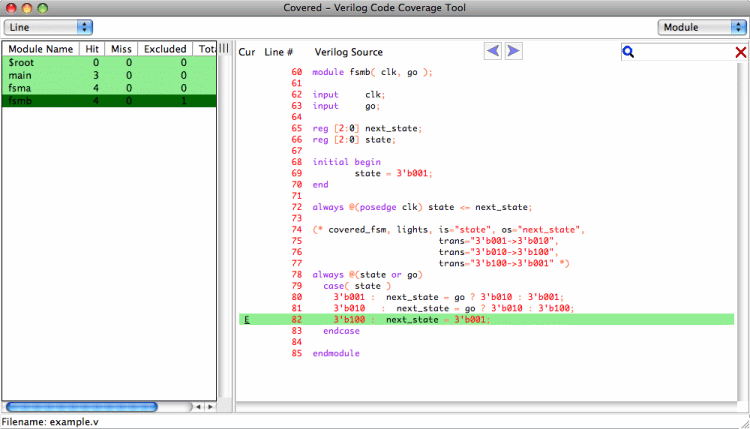 Covered – Verilog Code Coverage Tool
Line
Module
Module Name Hit Miss Excluded Tota
$root 0 0 0
main 3 0 0
fsma 4 0 0
fsmb 4 0 1
Cur Line # Verilog Source
60 module fsmb( clk, go );
61
62 input clk;
63 input go;
64
65 reg [2:0] next_state;
66 reg [2:0] state;
67
68 initial begin
69 state = 3'b001;
70 end
71
72 always @(posedge clk) state <= next_state;
73
74 (* covered_fsm, lights, is="state", os="next_state",
75 trans="3'b001->3'b010",
76 trans="3'b010->3'b100",
77 trans="3'b100->3'b001" *)
78 always @(state or go)
79 case( state )
80 3'b001 : next_state = go ? 3'b010 : 3'b001;
81 3'b010 : next_state = go ? 3'b010 : 3'b100;
E 82 3'b100 : next_state = 3'b001;
83 endcase
84
85 endmodule
Filename: example.v